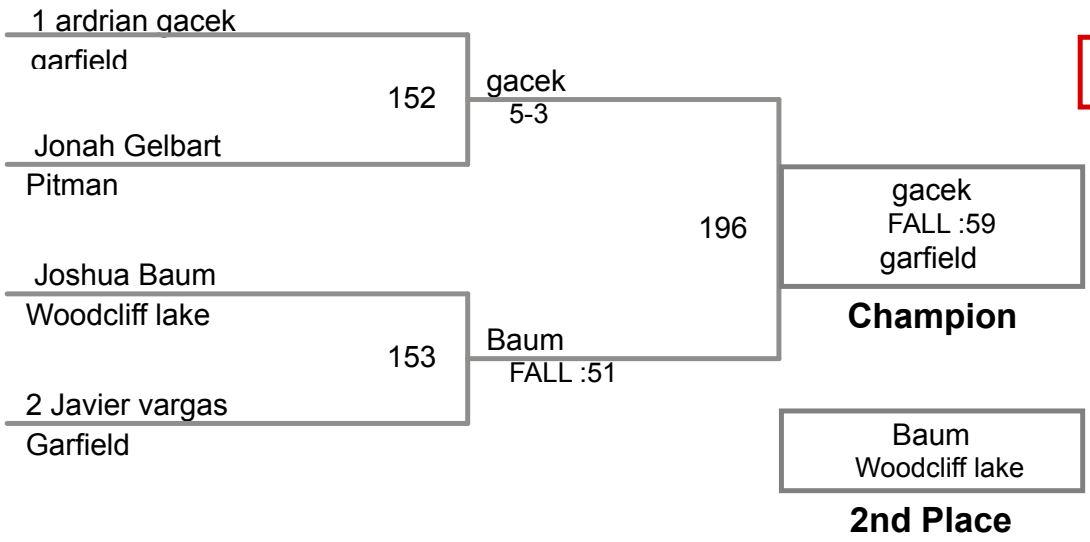 1 ardrian gacek
garfield
152
gacek
5-3
Jonah Gelbart
Pitman
196
gacek
FALL :59
garfield
Champion
Joshua Baum
Woodcliff lake
153
Baum
FALL :51
2 Javier vargas
Garfield
Baum
Woodcliff lake
2nd Place